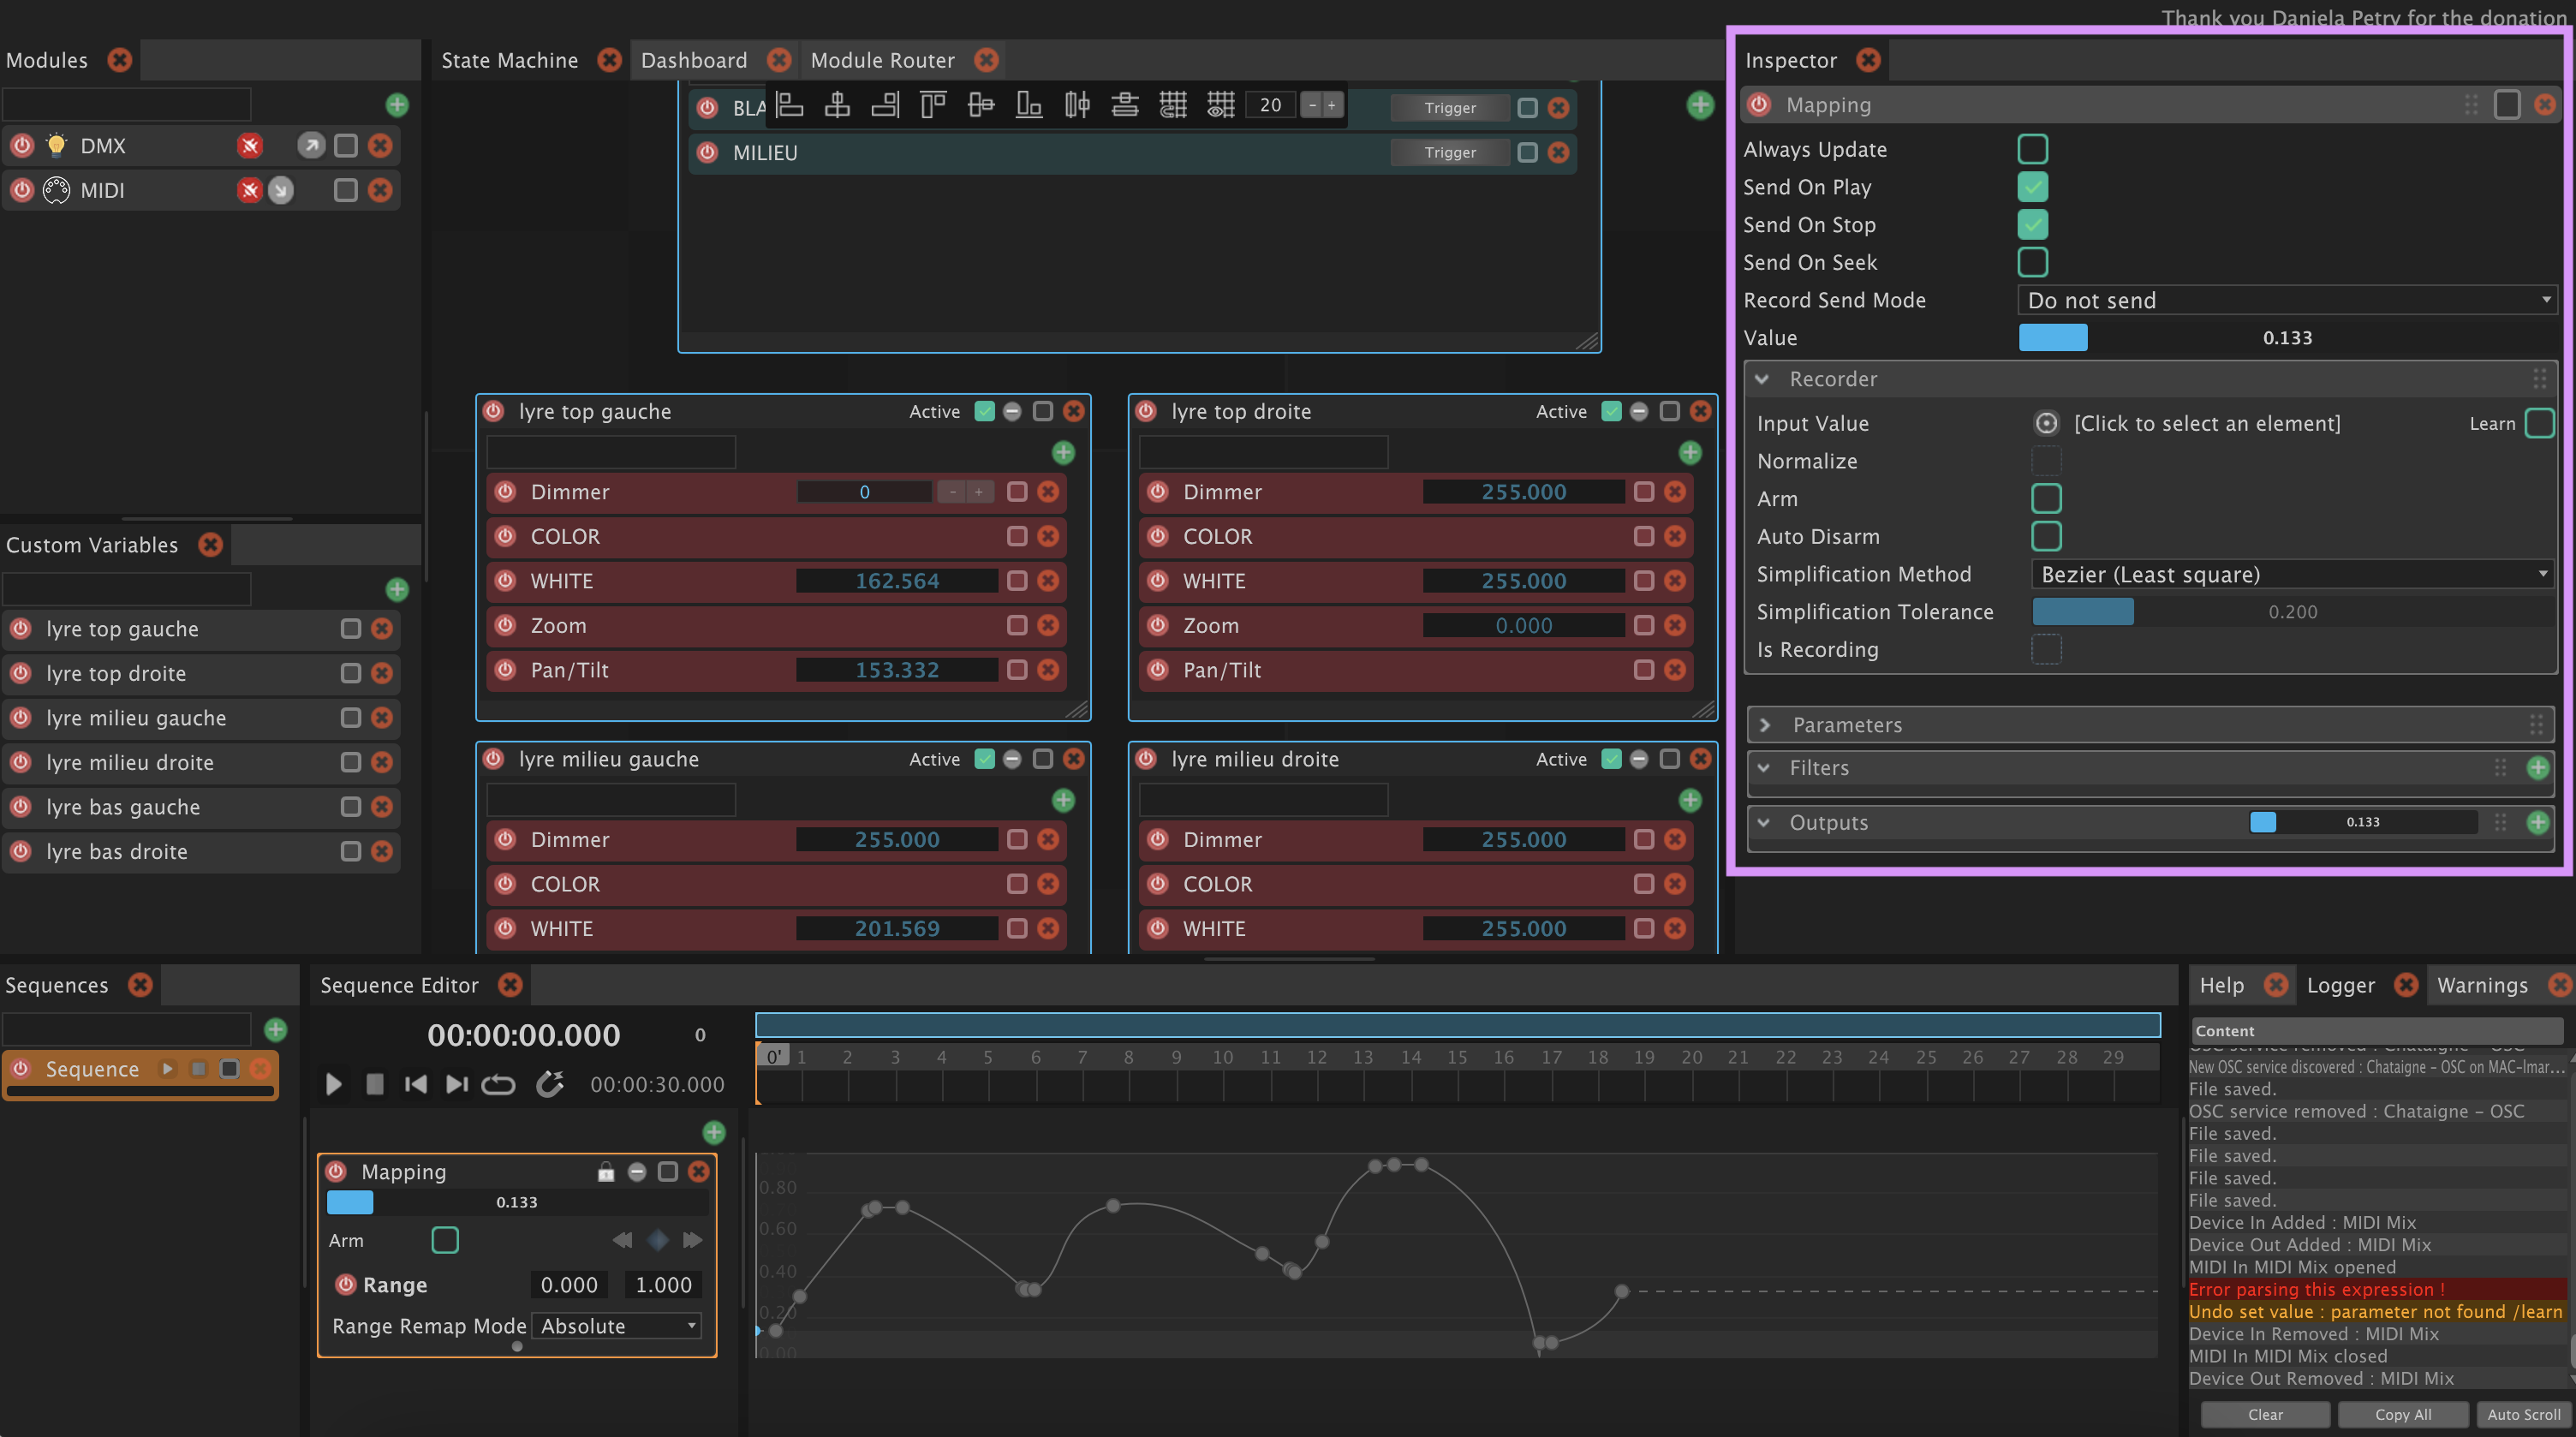 Thank you Daniela Petry for the donation
Modules
DMX
MIDI
Custom Variables
lyre top gauche
lyre top droite
lyre milieu gauche
lyre milieu droite
lyre bas gauche
lyre bas droite
State Machine
Dashboard
Module Router
BLA
20
- +
Trigger
MILIEU
Trigger
lyre top gauche
Active
Dimmer
0
- +
COLOR
WHITE
162.564
Zoom
Pan/Tilt
153.332
lyre top droite
Active
Dimmer
255.000
COLOR
WHITE
255.000
Zoom
0.000
Pan/Tilt
lyre milieu gauche
Active
Dimmer
255.000
COLOR
WHITE
201.569
lyre milieu droite
Active
Dimmer
255.000
COLOR
WHITE
255.000
Inspector
Mapping
Always Update
Send On Play
Send On Stop
Send On Seek
Record Send Mode
Do not send
Value
0.133
Recorder
Input Value
[Click to select an element]
Learn
Normalize
Arm
Auto Disarm
Simplification Method
Bezier (Least square)
Simplification Tolerance
0.200
Is Recording
Parameters
Filters
Outputs
0.133
Sequences
Sequence
Sequence Editor
00:00:00.000
0
00:00:30.000
0' 1 2 3 4 5 6 7 8 9 10 11 12 13 14 15 16 17 18 19 20 21 22 23 24 25 26 27 28 29
Mapping
0.133
Arm
Range
0.000
1.000
Range Remap Mode
Absolute
0.80
0.60
0.40
0.20
0.00
Help
Logger
Warnings
Content
OSC service removed : Chataigne - OSC
New OSC service discovered : Chataigne - OSC on MAC-lmar...
File saved.
OSC service removed : Chataigne - OSC
File saved.
File saved.
File saved.
File saved.
Device In Added : MIDI Mix
Device Out Added : MIDI Mix
MIDI In MIDI Mix opened
Error parsing this expression !
Undo set value : parameter not found /learn
Device In Removed : MIDI Mix
MIDI In MIDI Mix closed
Device Out Removed : MIDI Mix
Clear
Copy All
Auto Scroll